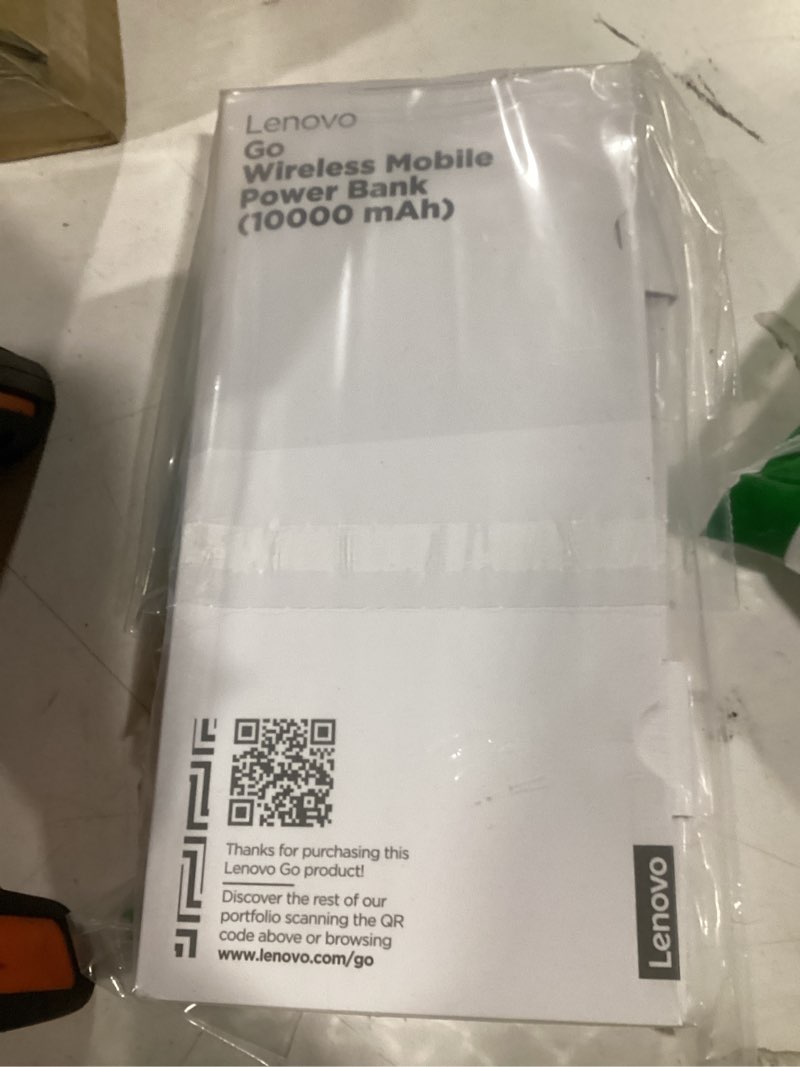 Lenovo
Go
Wireless Mobile
Power Bank
(10000 mAh)
Thanks for purchasing this
Lenovo Go product!
Discover the rest of our
portfolio scanning the QR
code above or browsing
www.lenovo.com/go
Lenovo